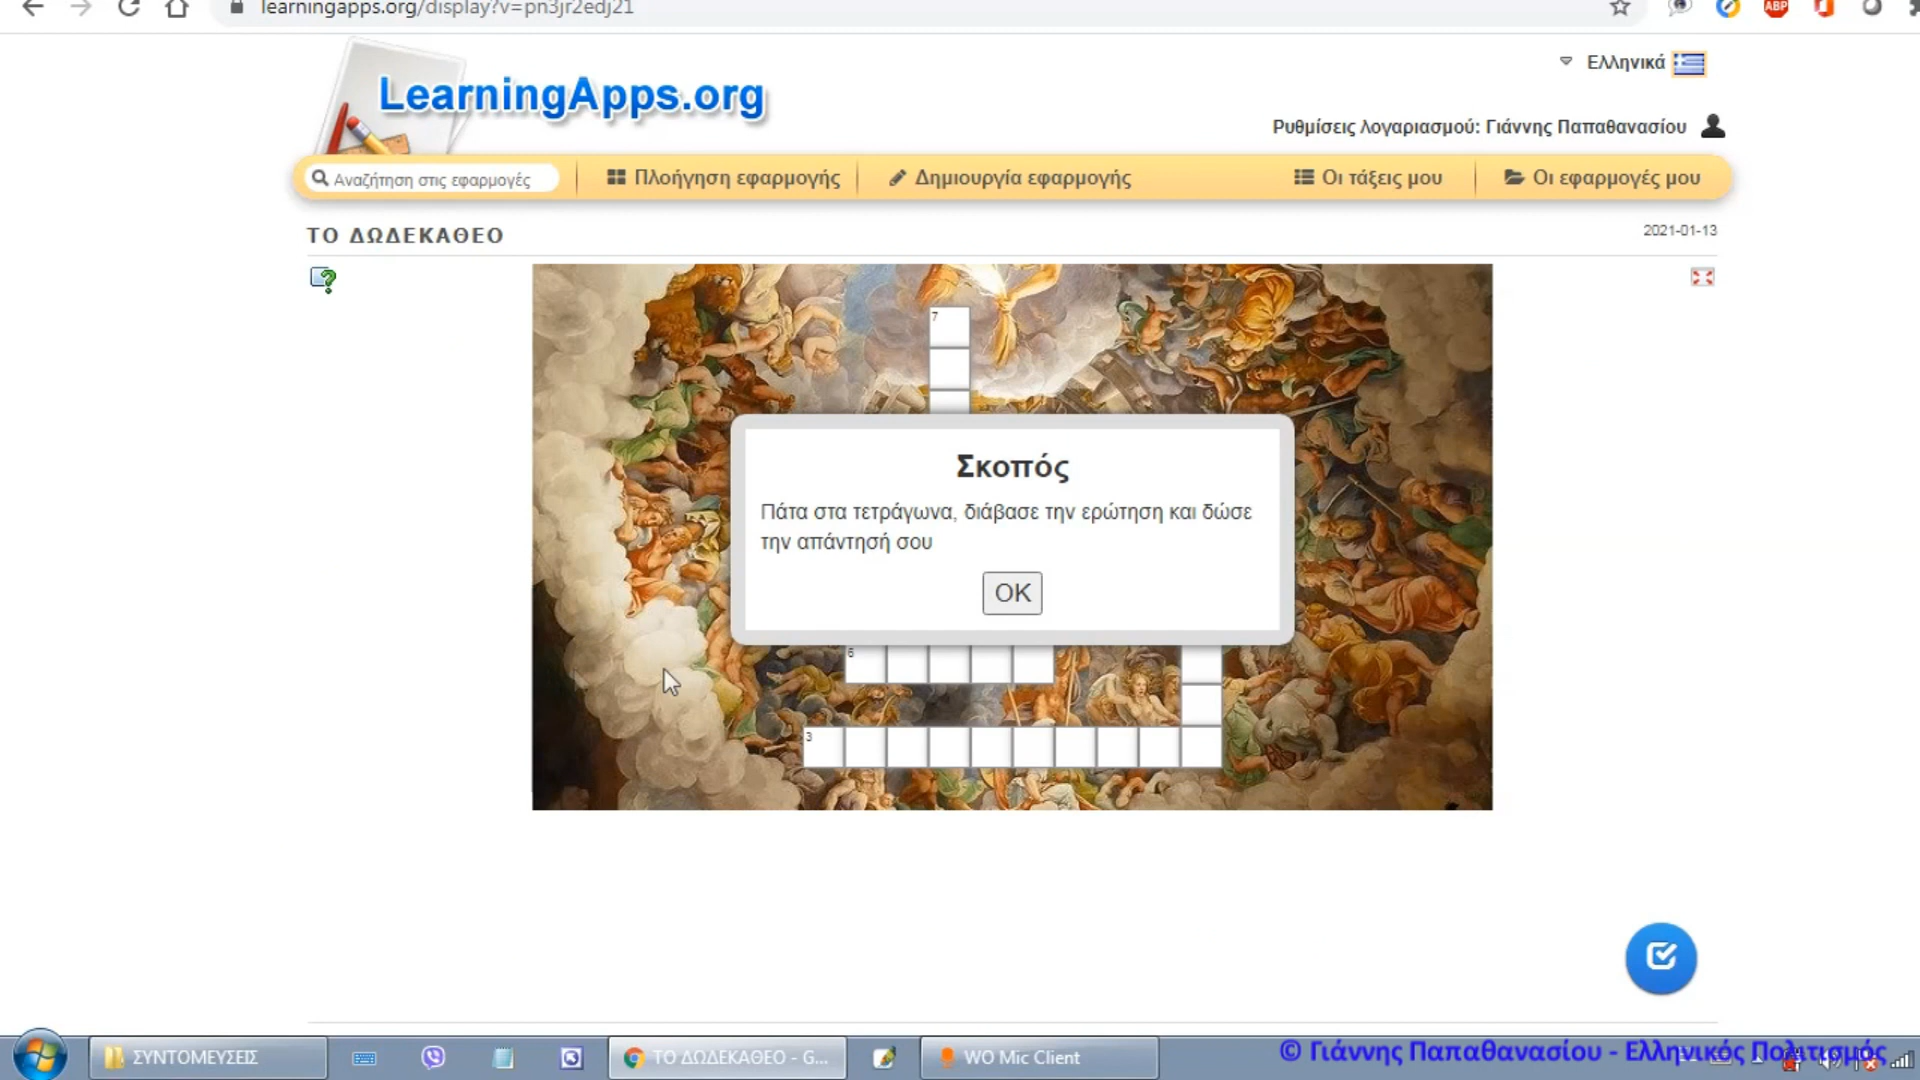 learningapps.org/display?v=pn3jr2edj21
ABP
LearningApps.org
Ελληνικά
Ρυθμίσεις λογαριασμού: Γιάννης Παπαθανασίου
Αναζήτηση στις εφαρμογές
Πλοήγηση εφαρμογής
Δημιουργία εφαρμογής
Οι τάξεις μου
Οι εφαρμογές μου
ΤΟ ΔΩΔΕΚΑΘΕΟ
2021-01-13
7
Σκοπός
Πάτα στα τετράγωνα, διάβασε την ερώτηση και δώσε
την απάντησή σου
OK
6
3
ΣΥΝΤΟΜΕΥΣΕΙΣ
ΤΟ ΔΩΔΕΚΑΘΕΟ - G...
WO Mic Client
© Γιάννης Παπαθανασίου - Ελληνικός Πολιτισμός